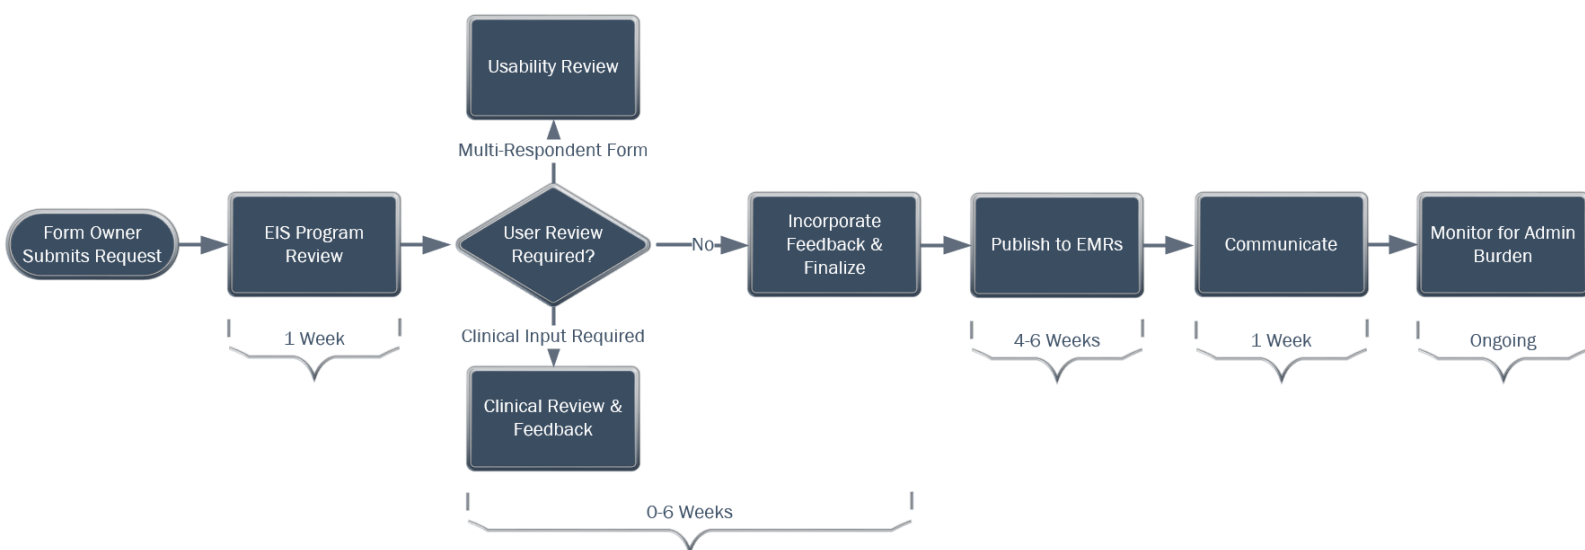 Usability Review
Multi-Respondent Form
Form Owner
Submits Request
EIS Program
Review
User Review
Required?
No
Incorporate
Feedback &
Finalize
Publish to EMRs
Communicate
Monitor for Admin
Burden
1 Week
Clinical Input Required
4-6 Weeks
1 Week
Ongoing
Clinical Review &
Feedback
0-6 Weeks